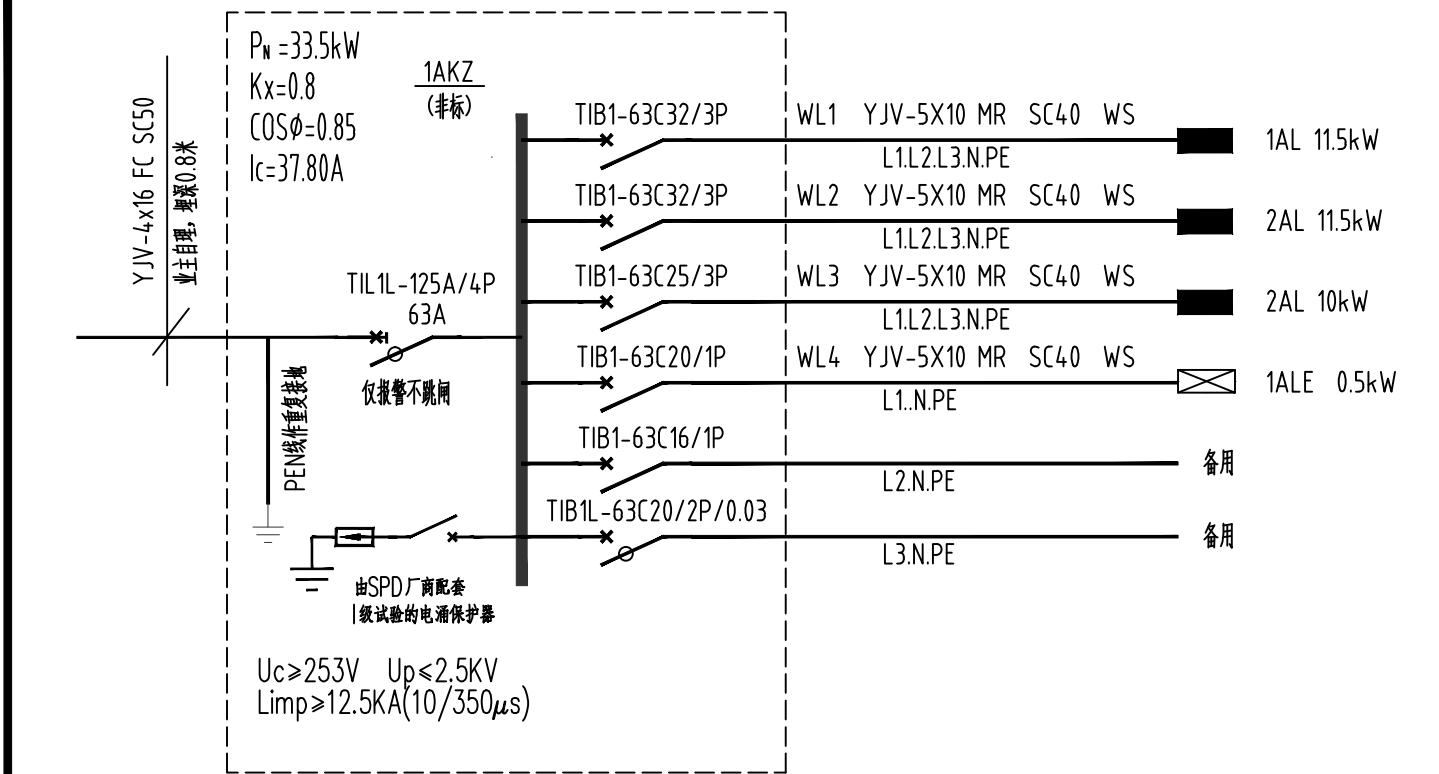 YJV-4x16 FC SC50
业主自理, 埋深0.8米
PN =33.5kW
Kx=0.8
COSφ=0.85
Ic=37.80A
1AKZ
(非标)
TIL1L-125A/4P
63A
仅报警不跳闸
PEN线作重复接地
由SPD厂商配套
I级试验的电涌保护器
Uc≥253V Up≤2.5KV
Limp≥12.5KA(10/350μs)
TIB1-63C32/3P WL1 YJV-5X10 MR SC40 WS
L1.L2.L3.N.PE
1AL 11.5kW
TIB1-63C32/3P WL2 YJV-5X10 MR SC40 WS
L1.L2.L3.N.PE
2AL 11.5kW
TIB1-63C25/3P WL3 YJV-5X10 MR SC40 WS
L1.L2.L3.N.PE
2AL 10kW
TIB1-63C20/1P WL4 YJV-5X10 MR SC40 WS
L1..N.PE
1ALE 0.5kW
TIB1-63C16/1P
L2.N.PE
备用
TIB1L-63C20/2P/0.03
L3.N.PE
备用